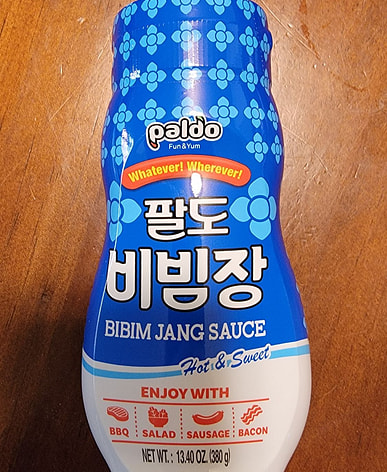 paldo
Fun & Yum
Whatever! Wherever!
팔도
비빔장
BIBIM JANG SAUCE
Hot & Sweet
ENJOY WITH
BBQ SALAD SAUSAGE BACON
NET WT. : 13.40 OZ. (380 g)